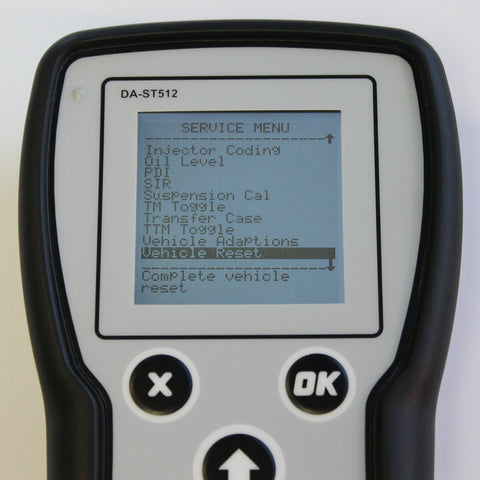 DA-ST512
SERVICE MENU
Injector Coding
Oil Level
PDI
SIR
Suspension Cal
TM Toggle
Transfer Case
TTM Toggle
Vehicle Adaptions
Vehicle Reset
Complete vehicle
reset
X
OK